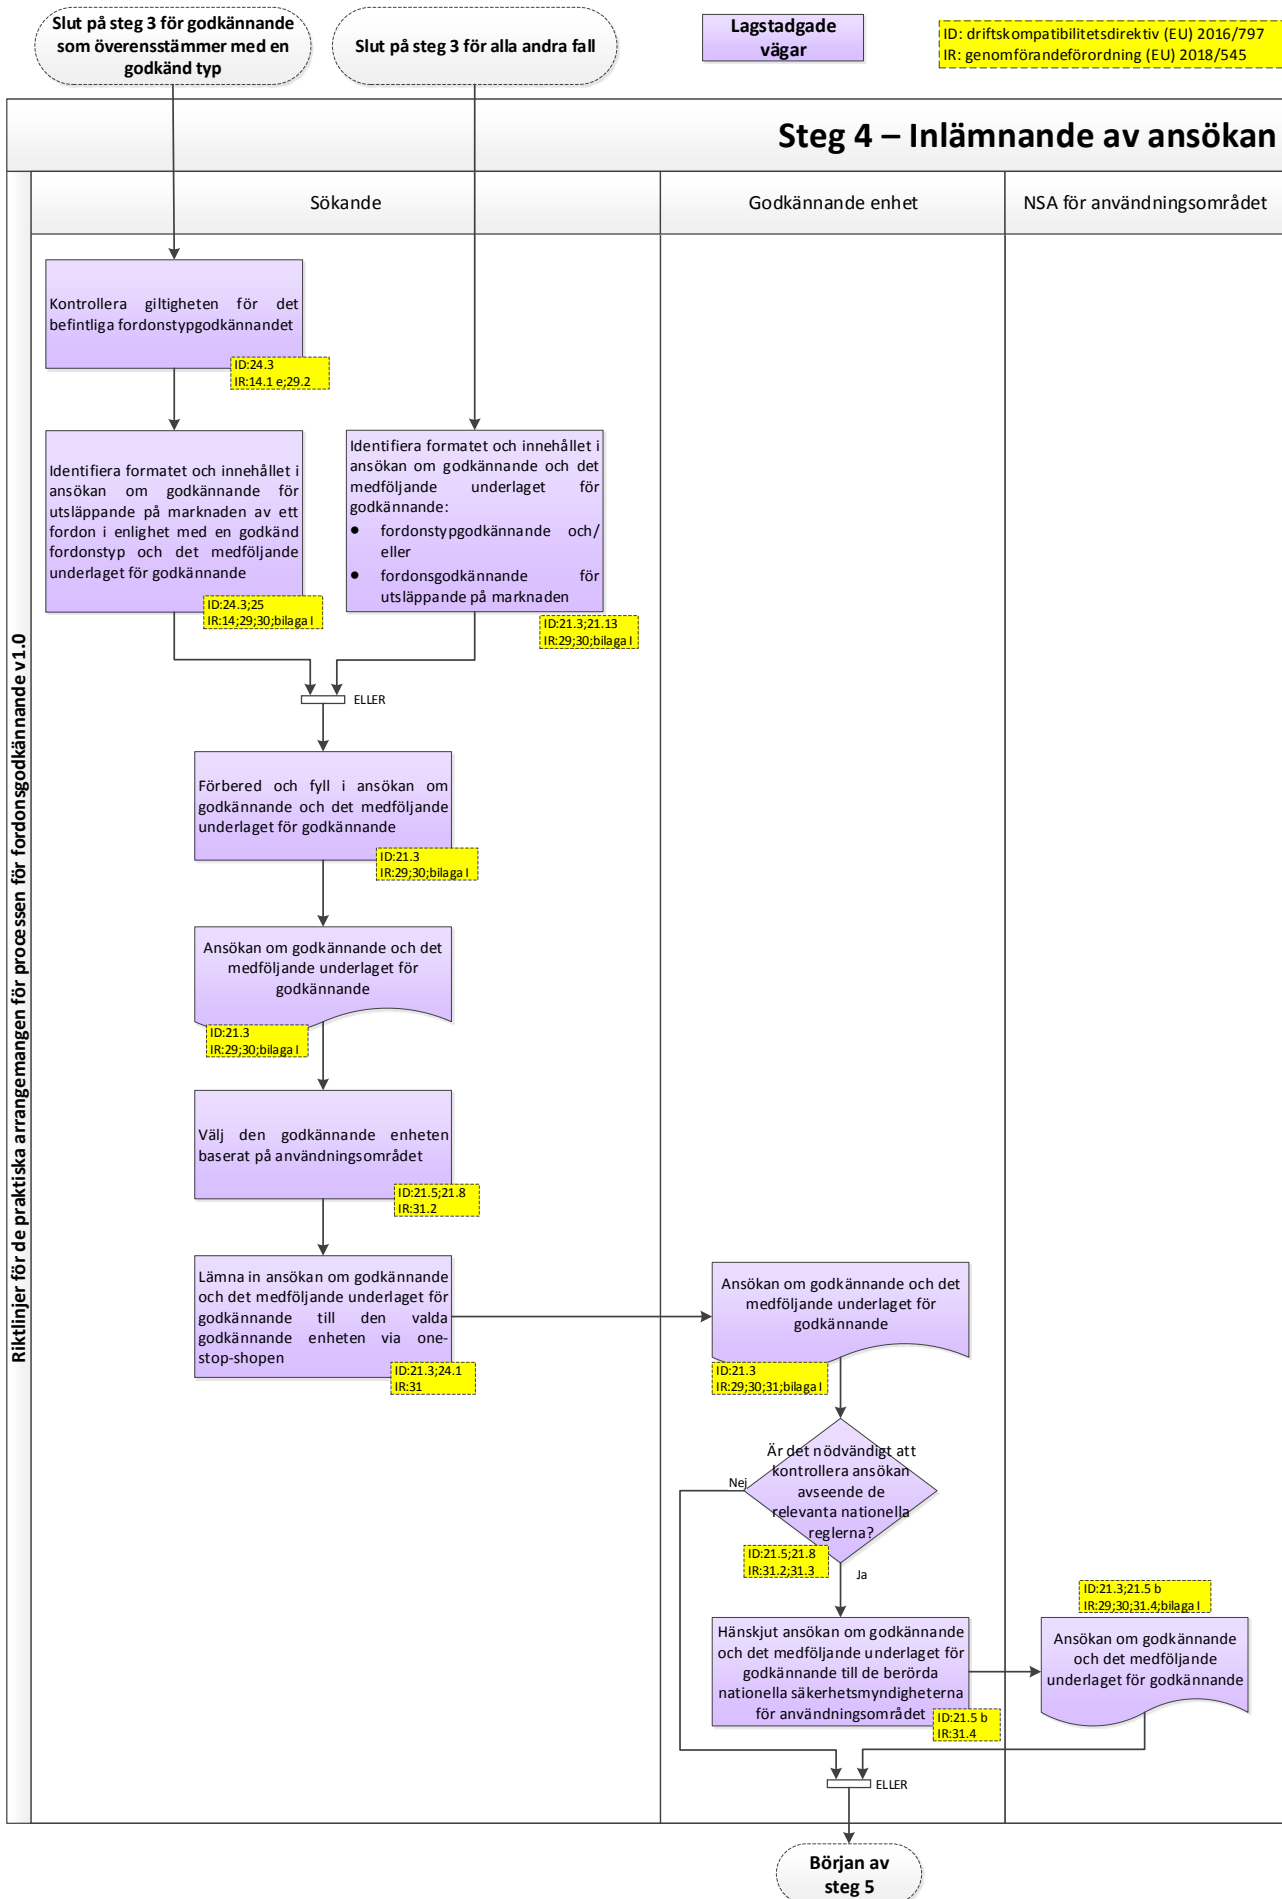 Slut på steg 3 för godkännande
som överensstämmer med en
godkänd typ
Slut på steg 3 för alla andra fall
Lagstadgade
vägar
ID: driftskompatibilitetsdirektiv (EU) 2016/797
IR: genomförandeförordning (EU) 2018/545
Steg 4 – Inlämnande av ansökan
Riktlinjer för de praktiska arrangemangen för processen för fordonsgodkännande v1.0
Sökande
Godkännande enhet
NSA för användningsområdet
Kontrollera giltigheten för det
befintliga fordonstypgodkännandet
ID:24.3
IR:14.1 e;29.2
Identifiera formatet och innehållet i
ansökan om godkännande för
utsläppande på marknaden av ett
fordon i enlighet med en godkänd
fordonstyp och det medföljande
underlaget för godkännande
ID:24.3;25
IR:14;29;30;bilaga I
Identifiera formatet och innehållet i
ansökan om godkännande och det
medföljande underlaget för
godkännande:
● fordonstypgodkännande och/
eller
● fordonsgodkännande för
utsläppande på marknaden
ID:21.3;21.13
IR:29;30;bilaga I
ELLER
Förbered och fyll i ansökan om
godkännande och det medföljande
underlaget för godkännande
ID:21.3
IR:29;30;bilaga I
Ansökan om godkännande och det
medföljande underlaget för
godkännande
ID:21.3
IR:29;30;bilaga I
Välj den godkännande enheten
baserat på användningsområdet
ID:21.5;21.8
IR:31.2
Lämna in ansökan om godkännande
och det medföljande underlaget för
godkännande till den valda
godkännande enheten via one-
stop-shopen
ID:21.3;24.1
IR:31
Ansökan om godkännande och det
medföljande underlaget för
godkännande
ID:21.3
IR:29;30;31;bilaga I
Är det nödvändigt att
kontrollera ansökan
avseende de
relevanta nationella
reglerna?
Nej
ID:21.5;21.8
IR:31.2;31.3
Ja
Hänskjut ansökan om godkännande
och det medföljande underlaget för
godkännande till de berörda
nationella säkerhetsmyndigheterna
för användningsområdet
ID:21.5 b
IR:31.4
ID:21.3;21.5 b
IR:29;30;31.4;bilaga I
Ansökan om godkännande
och det medföljande
underlaget för godkännande
ELLER
Början av
steg 5